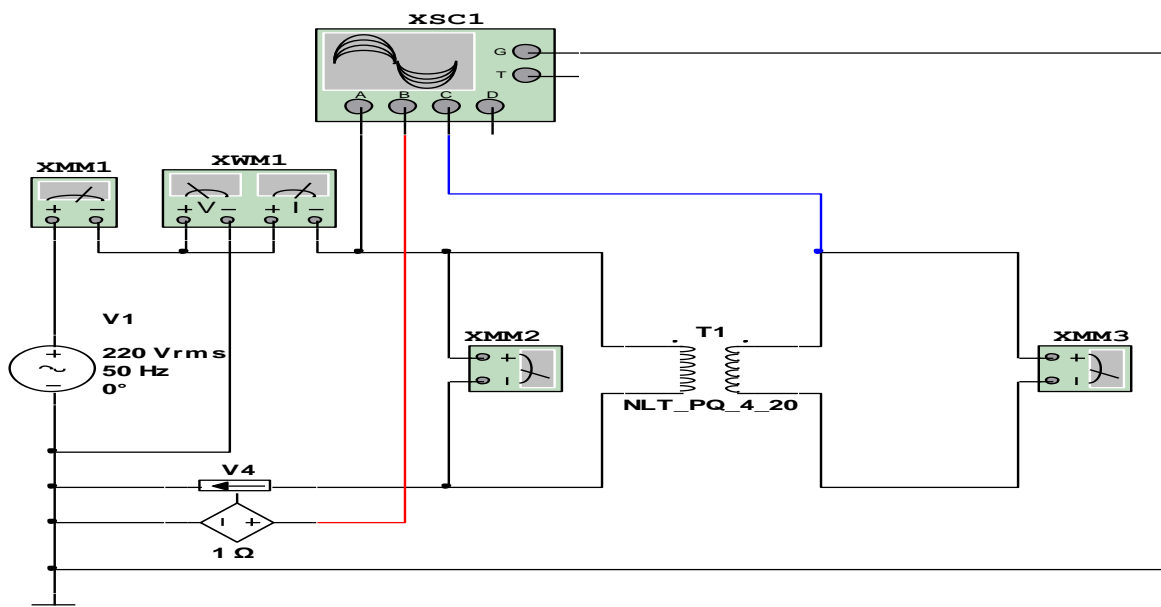 XSC1
G
T
A B C D
XMM1
XWM1
+ −
+ V − + I −
V1
+
−
220 Vrms
50 Hz
0°
XMM2
+
I
T1
NLT_PQ_4_20
XMM3
+
I
V4
I +
1 Ω